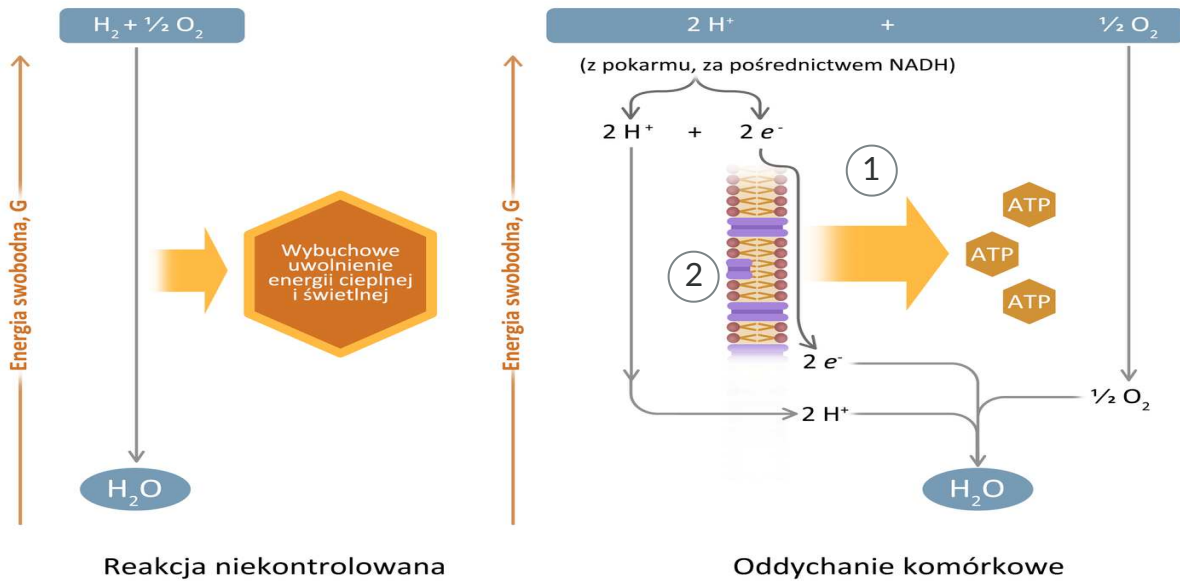 H₂ + ½ O₂
Energia swobodna, G
Wybuchowe
uwolnienie
energii cieplnej
i świetlnej
H₂O
Reakcja niekontrolowana
2 H⁺ + ½ O₂
(z pokarmu, za pośrednictwem NADH)
2 H⁺ + 2 e⁻
1
Energia swobodna, G
2
ATP
ATP
ATP
2 e⁻
½ O₂
2 H⁺
H₂O
Oddychanie komórkowe